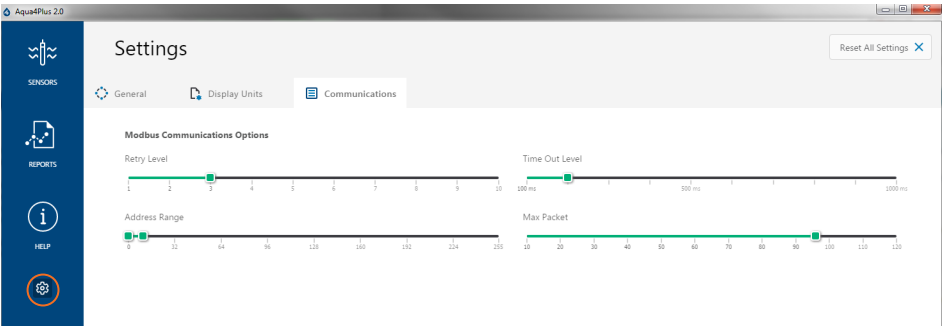 Aqua4Plus 2.0
Settings
Reset All Settings
SENSORS
General
Display Units
Communications
Modbus Communications Options
Retry Level
1 2 3 4 5 6 7 8 9 10
Time Out Level
100 ms 500 ms 1000 ms
REPORTS
Address Range
0 32 64 96 128 160 192 224 255
Max Packet
10 20 30 40 50 60 70 80 90 100 110 120
HELP